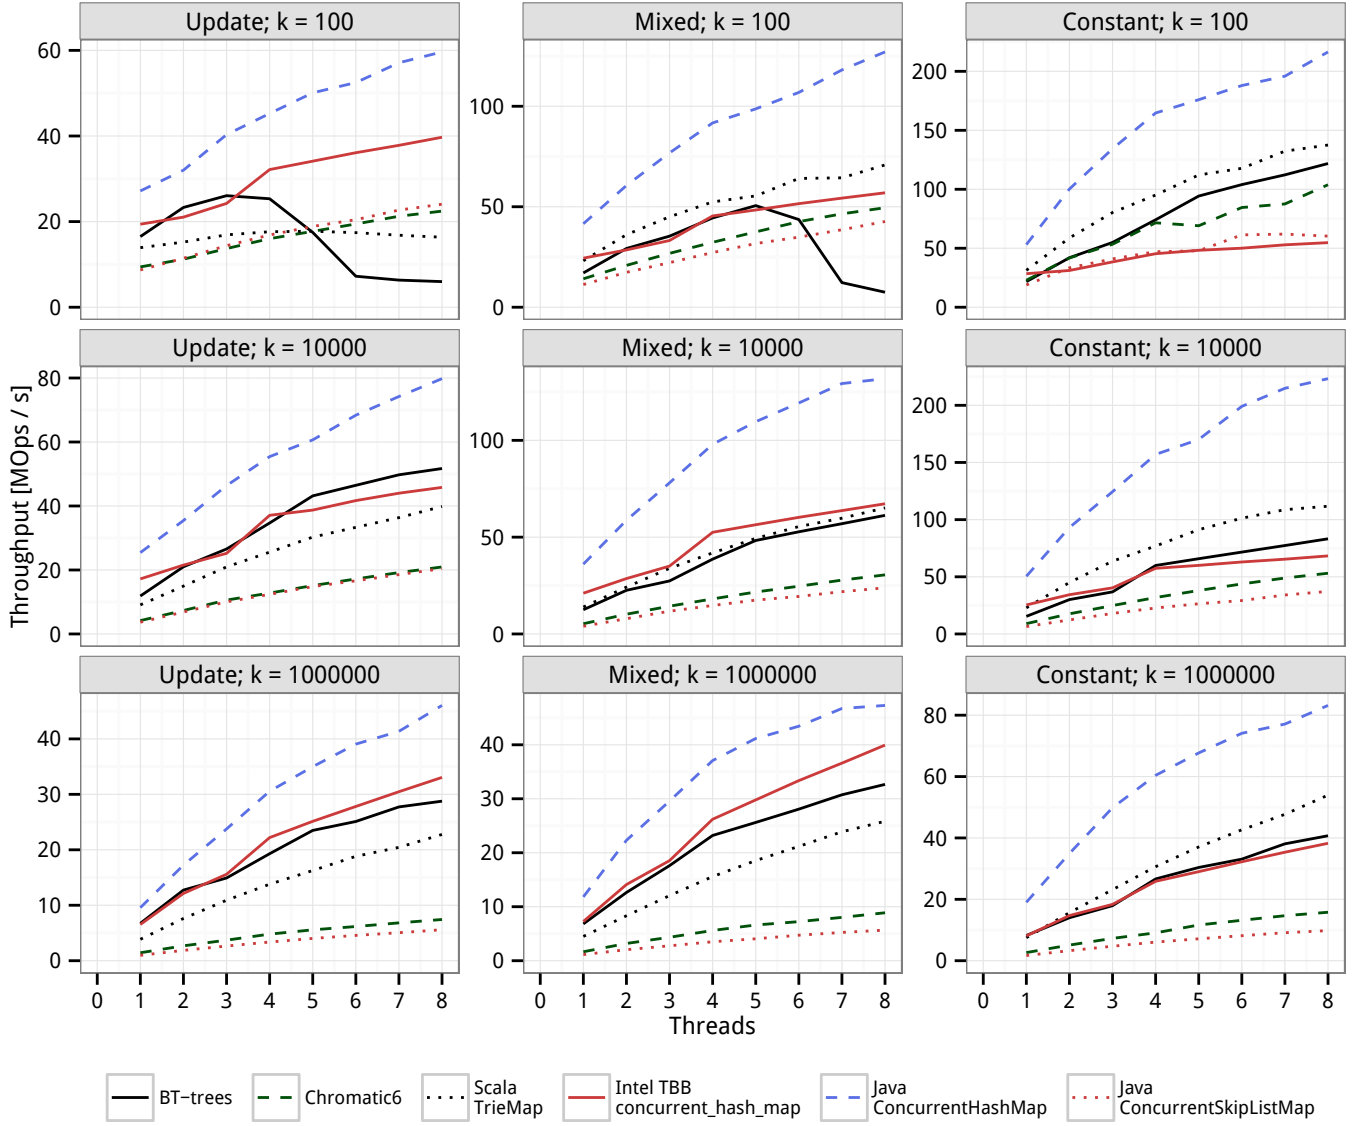 Update; k = 100
Mixed; k = 100
Constant; k = 100
60
40
20
0
100
50
0
200
150
100
50
0
Update; k = 10000
Mixed; k = 10000
Constant; k = 10000
80
60
40
20
0
100
50
0
200
150
100
50
0
Throughput [MOps / s]
Update; k = 1000000
Mixed; k = 1000000
Constant; k = 1000000
40
30
20
10
0
40
30
20
10
0
80
60
40
20
0
0 1 2 3 4 5 6 7 8
0 1 2 3 4 5 6 7 8
0 1 2 3 4 5 6 7 8
Threads
BT−trees
Chromatic6
Scala
TrieMap
Intel TBB
concurrent_hash_map
Java
ConcurrentHashMap
Java
ConcurrentSkipListMap